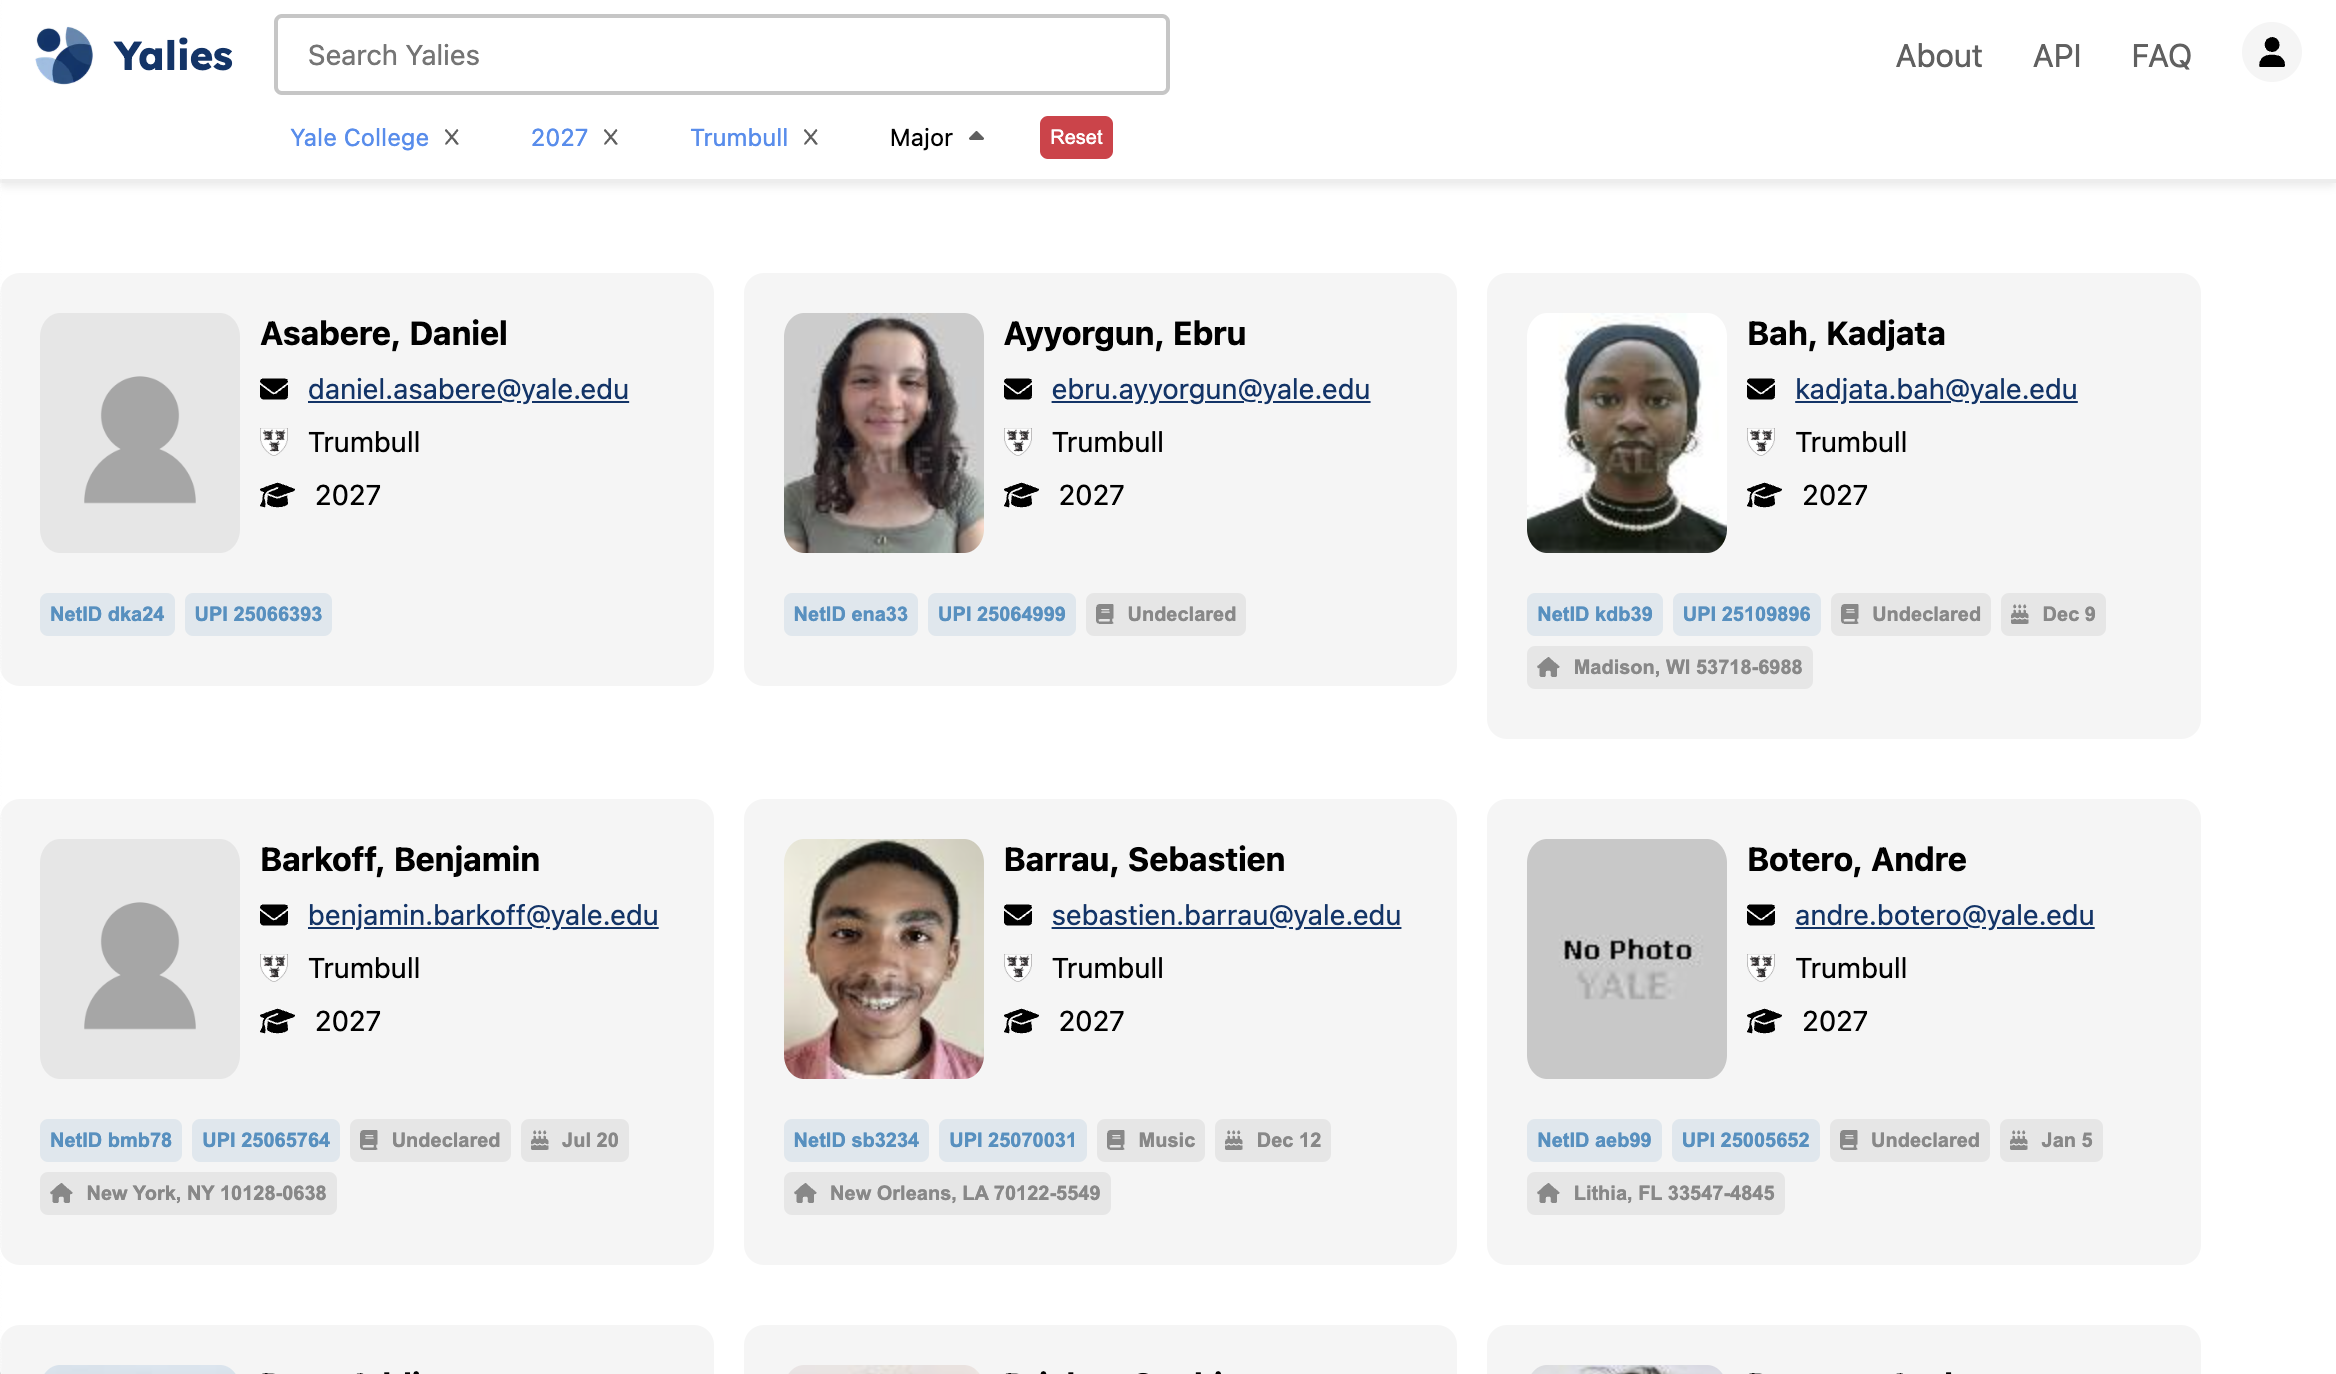 Yalies
Search Yalies
About API FAQ
Yale College X 2027 X Trumbull X Major Reset
Asabere, Daniel
daniel.asabere@yale.edu
Trumbull
2027
NetID dka24 UPI 25066393
Ayyorgun, Ebru
ebru.ayyorgun@yale.edu
Trumbull
2027
YALE
NetID ena33 UPI 25064999 Undeclared
Bah, Kadjata
kadjata.bah@yale.edu
Trumbull
2027
YALE
NetID kdb39 UPI 25109896 Undeclared Dec 9
Madison, WI 53718-6988
Barkoff, Benjamin
benjamin.barkoff@yale.edu
Trumbull
2027
NetID bmb78 UPI 25065764 Undeclared Jul 20
New York, NY 10128-0638
Barrau, Sebastien
sebastien.barrau@yale.edu
Trumbull
2027
NetID sb3234 UPI 25070031 Music Dec 12
New Orleans, LA 70122-5549
Botero, Andre
andre.botero@yale.edu
Trumbull
2027
No Photo
YALE
NetID aeb99 UPI 25005652 Undeclared Jan 5
Lithia, FL 33547-4845